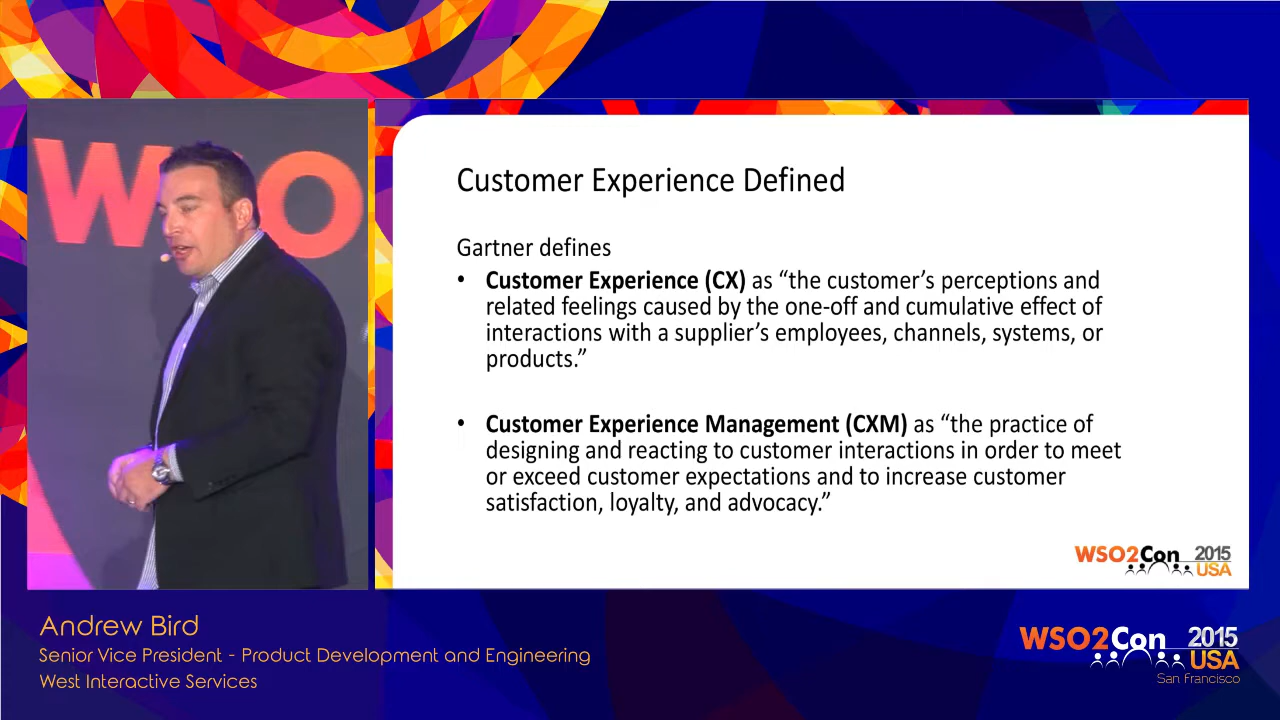 WSO
Customer Experience Defined
Gartner defines
• Customer Experience (CX) as “the customer’s perceptions and
related feelings caused by the one-off and cumulative effect of
interactions with a supplier’s employees, channels, systems, or
products.”
• Customer Experience Management (CXM) as “the practice of
designing and reacting to customer interactions in order to meet
or exceed customer expectations and to increase customer
satisfaction, loyalty, and advocacy.”
WSO2Con 2015
USA
Andrew Bird
Senior Vice President - Product Development and Engineering
West Interactive Services
WSO2Con 2015
USA
San Francisco